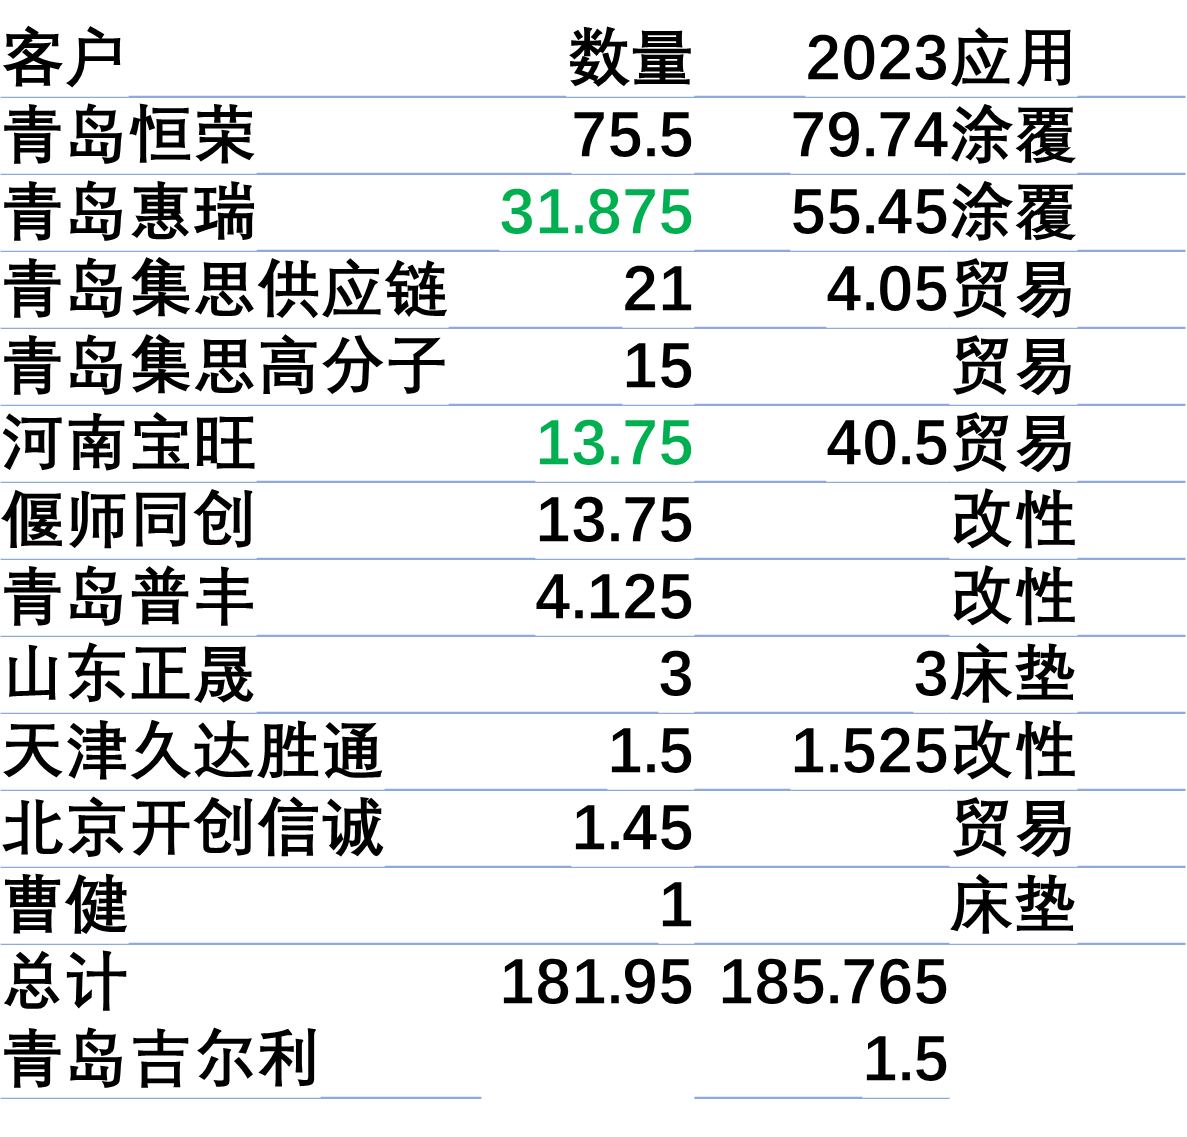 客户 数量 2023 应用
青岛恒荣 75.5 79.74 涂覆
青岛惠瑞 31.875 55.45 涂覆
青岛集思供应链 21 4.05 贸易
青岛集思高分子 15 贸易
河南宝旺 13.75 40.5 贸易
偃师同创 13.75 改性
青岛普丰 4.125 改性
山东正晟 3 3 床垫
天津久达胜通 1.5 1.525 改性
北京开创信诚 1.45 贸易
曹健 1 床垫
总计 181.95 185.765
青岛吉尔利 1.5